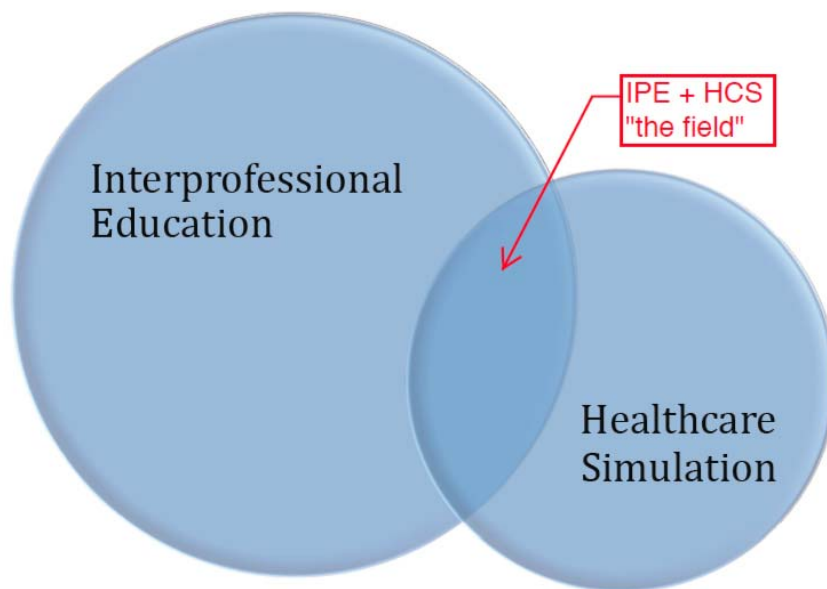 IPE + HCS
"the field"
Interprofessional
Education
Healthcare
Simulation